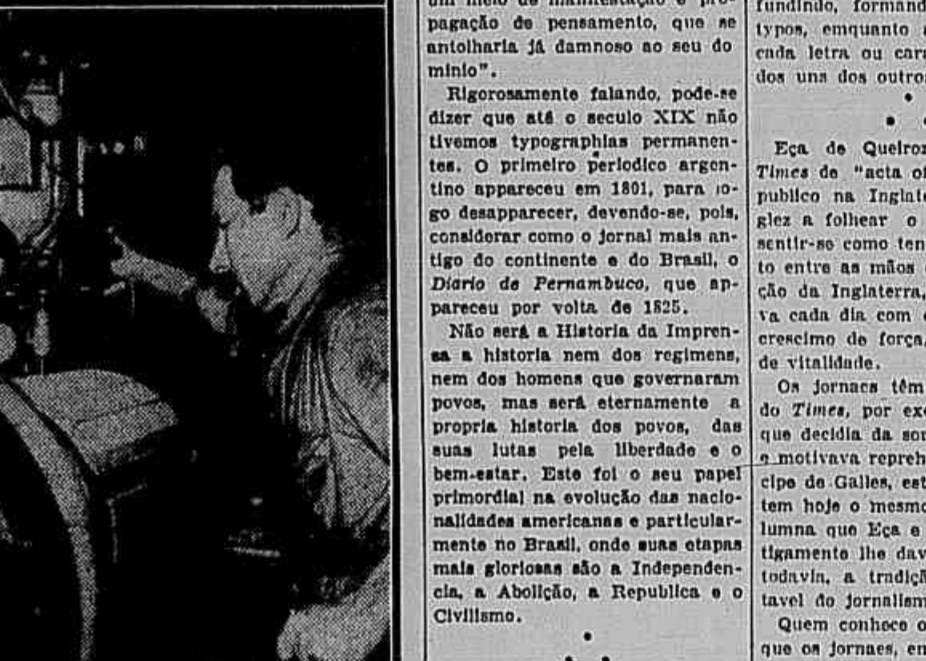 um meio de manifestação e pro-
pagação de pensamento, que se
antolharia já damnoso ao seu do
minio".
Rigorosamente falando, pode-se
dizer que até o seculo XIX não
tivemos typographias permanen-
tes. O primeiro periodico argen-
tino appareceu em 1801, para lo-
go desapparecer, devendo-se, pois,
considerar como o jornal mais an-
tigo do continente e do Brasil, o
Diario de Pernambuco, que ap-
pareceu por volta de 1825.
Não será a Historia da Impren-
sa a historia nem dos regimens,
nem dos homens que governaram
povos, mas será eternamente a
propria historia dos povos, das
suas lutas pela liberdade e o
bem-estar. Este foi o seu papel
primordial na evolução das nacio-
nalidades americanas e particular-
mente no Brasil, onde suas etapas
mais gloriosas são a Independen-
cia, a Abolição, a Republica e o
Civilismo.
fundindo, formand
typos, emquanto
cada letra ou car
dos uns dos outros
Eça de Queiroz
Times de "acta of
publico na Inglat
glez a folhear o
sentir-se como ten
to entre as mãos
ção da Inglaterra,
va cada dia com
crescimo de força,
de vitalidade.
Os jornaes têm
do Times, por exe
que decidia da sor
e motivava repreh
cipe de Galles, est
tem hoje o mesmo
lumna que Eça e
tigamente lhe dav
todavia, a tradiçã
tavel do jornalism
Quem conhece o
que os jornaes, en